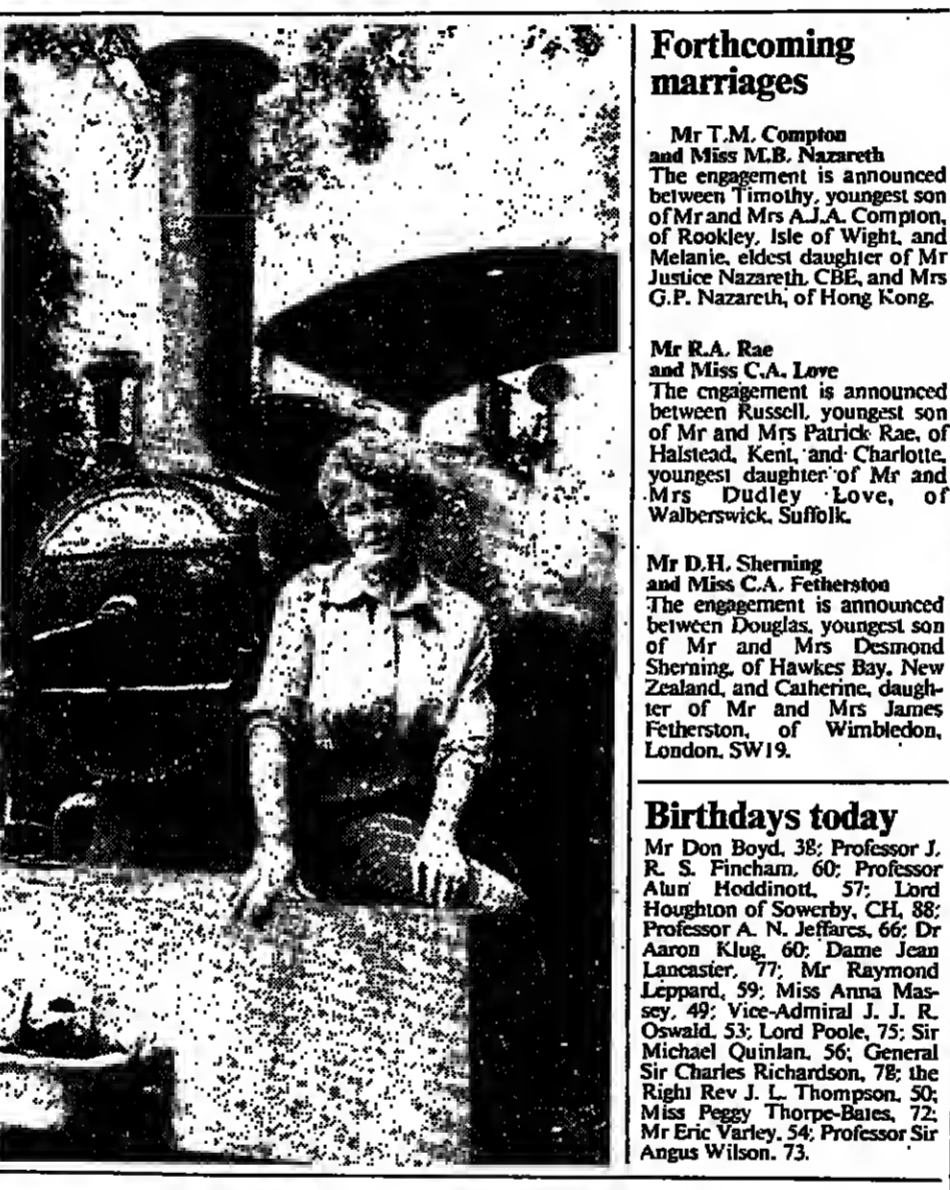 Forthcoming
marriages
Mr T.M. Compton
and Miss M.B. Nazareth
The engagement is announced
between Timothy, youngest son
of Mr and Mrs A.J.A. Compton,
of Rookley, Isle of Wight, and
Melanie, eldest daughter of Mr
Justice Nazareth, CBE, and Mrs
G.P. Nazareth, of Hong Kong.
Mr R.A. Rae
and Miss C.A. Love
The engagement is announced
between Russell, youngest son
of Mr and Mrs Patrick Rae, of
Halstead, Kent, and Charlotte,
youngest daughter of Mr and
Mrs Dudley Love, of
Walberswick, Suffolk.
Mr D.H. Sherning
and Miss C.A. Fetherston
The engagement is announced
between Douglas, youngest son
of Mr and Mrs Desmond
Sherning, of Hawkes Bay, New
Zealand, and Catherine, daugh-
ter of Mr and Mrs James
Fetherston, of Wimbledon,
London, SW19.
Birthdays today
Mr Don Boyd, 38; Professor J.
R. S. Fincham, 60; Professor
Alun Hoddinott, 57; Lord
Houghton of Sowerby, CH, 88;
Professor A. N. Jeffares, 66; Dr
Aaron Klug, 60; Dame Jean
Lancaster, 77; Mr Raymond
Leppard, 59; Miss Anna Mas-
sey, 49; Vice-Admiral J. J. R.
Oswald, 53; Lord Poole, 75; Sir
Michael Quinlan, 56; General
Sir Charles Richardson, 78; the
Right Rev J. L. Thompson, 50;
Miss Peggy Thorpe-Bates, 72;
Mr Eric Varley, 54; Professor Sir
Angus Wilson, 73.